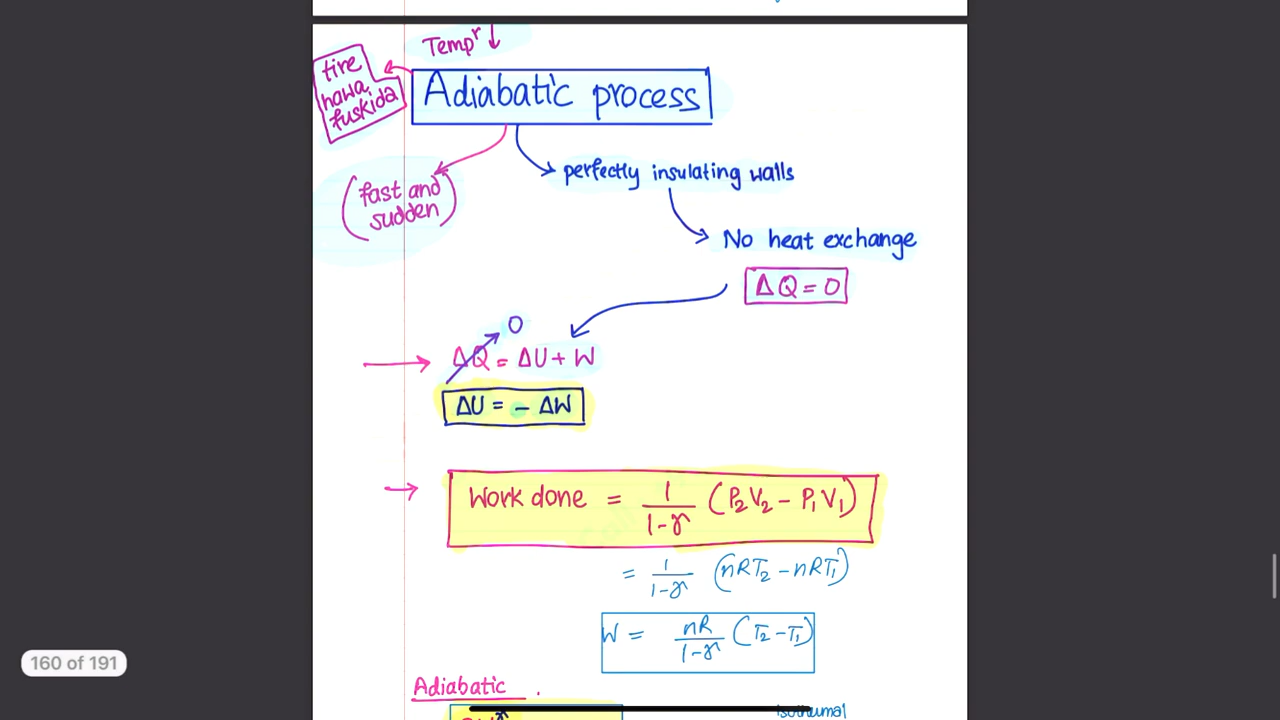 Tempʳ ↓
tire
hawa
fuskida
Adiabatic process
(fast and
sudden)
perfectly insulating walls
No heat exchange
ΔQ = 0
0
ΔQ = ΔU + W
ΔU = - ΔW
Work done = 1/(1-γ) (P₂V₂ - P₁V₁)
= 1/(1-γ) (nRT₂ - nRT₁)
W = nR/(1-γ) (T₂ - T₁)
160 of 191
Adiabatic .
isothermal